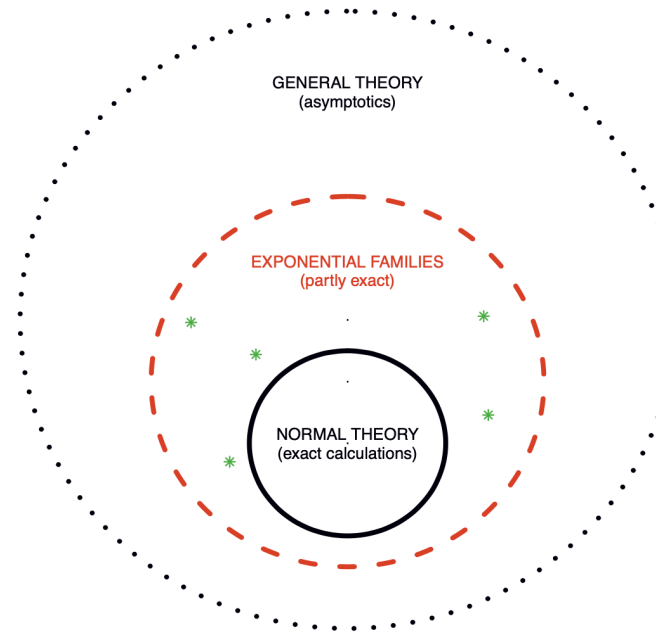 GENERAL THEORY
(asymptotics)
EXPONENTIAL FAMILIES
(partly exact)
NORMAL THEORY
(exact calculations)